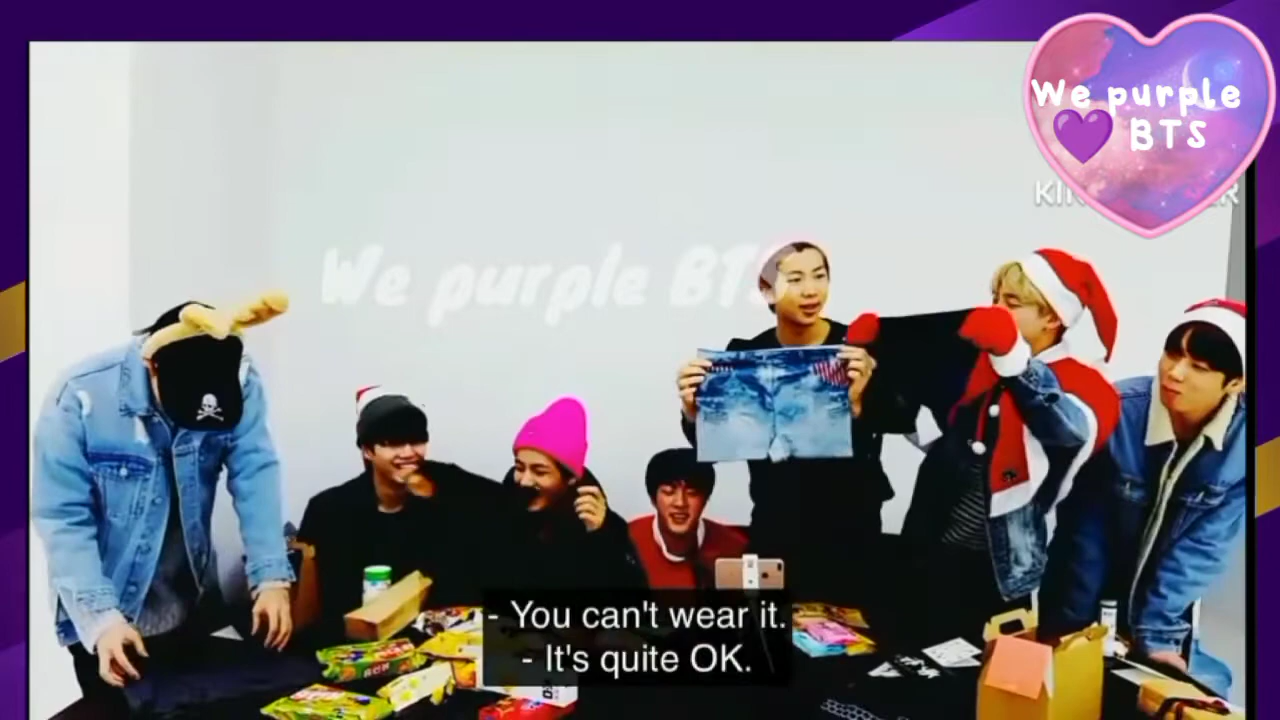 We purple
💜 BTS
We purple BTS
- You can't wear it.
- It's quite OK.